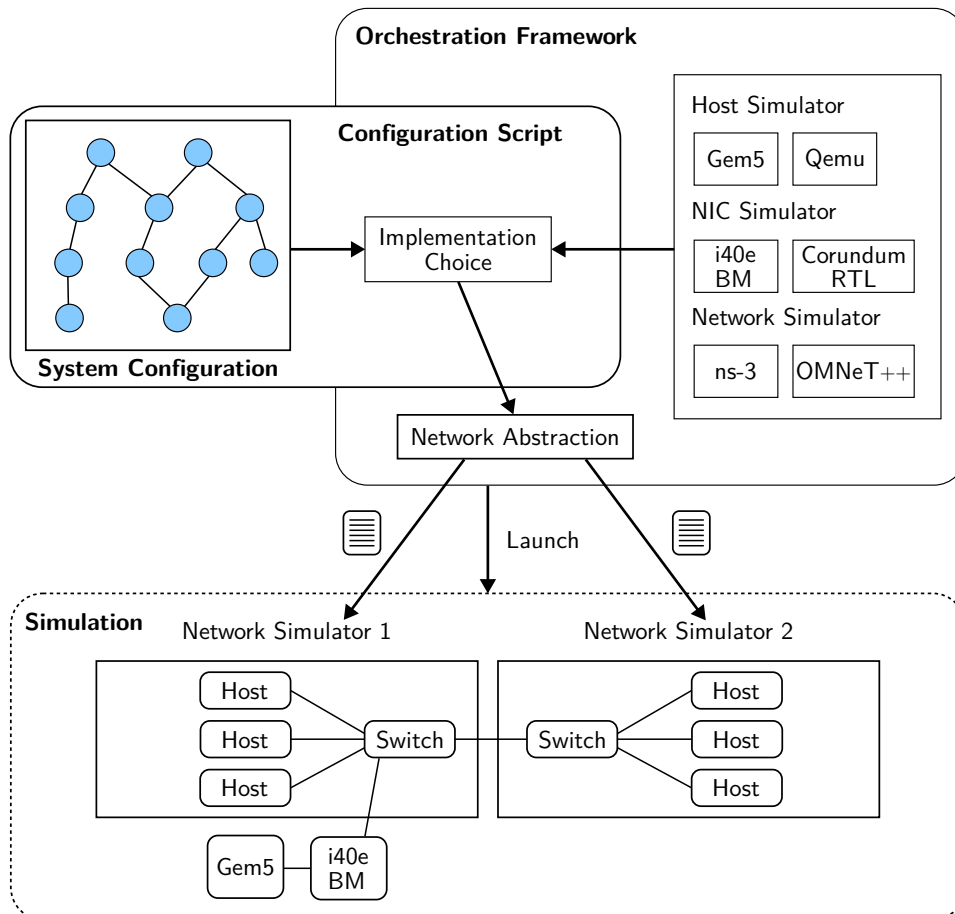 Orchestration Framework
Configuration Script
System Configuration
Implementation
Choice
Host Simulator
Gem5
Qemu
NIC Simulator
i40e
BM
Corundum
RTL
Network Simulator
ns-3
OMNeT++
Network Abstraction
Launch
Simulation
Network Simulator 1
Network Simulator 2
Host
Host
Host
Switch
Switch
Host
Host
Host
Gem5
i40e
BM